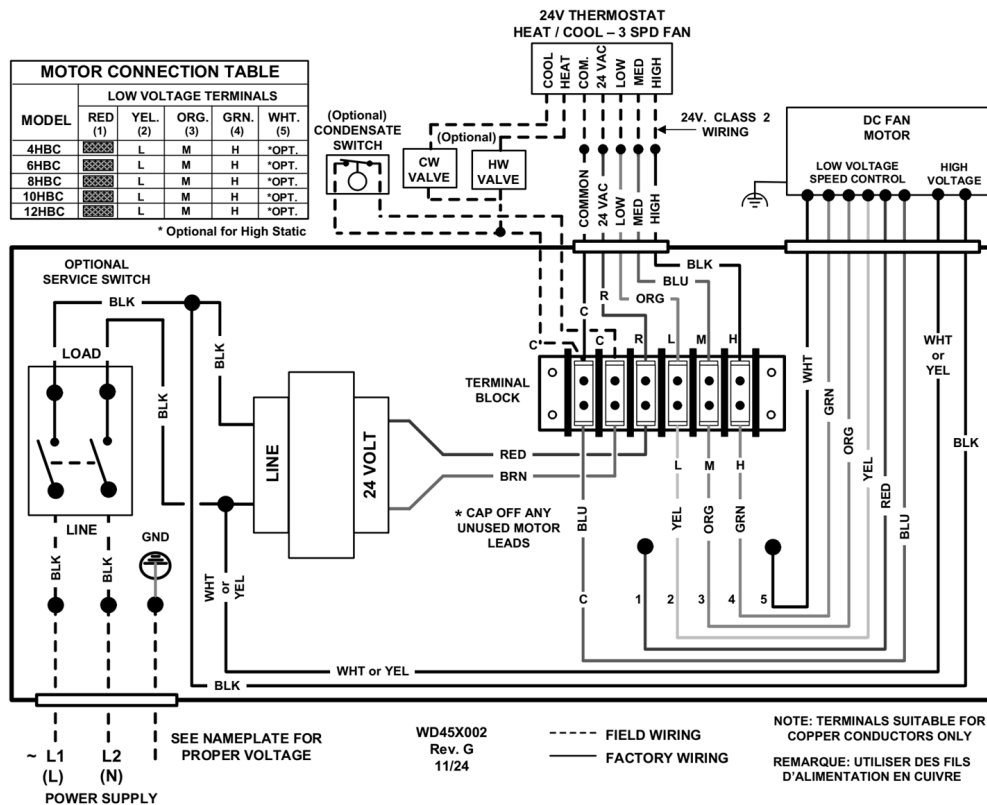 24V THERMOSTAT
HEAT / COOL – 3 SPD FAN
COOL
HEAT
COM.
24 VAC
LOW
MED
HIGH
MOTOR CONNECTION TABLE
LOW VOLTAGE TERMINALS
MODEL RED (1) YEL. (2) ORG. (3) GRN. (4) WHT. (5)
4HBC L M H *OPT.
6HBC L M H *OPT.
8HBC L M H *OPT.
10HBC L M H *OPT.
12HBC L M H *OPT.
* Optional for High Static
(Optional)
CONDENSATE
SWITCH
(Optional)
CW
VALVE
HW
VALVE
24V. CLASS 2
WIRING
DC FAN
MOTOR
LOW VOLTAGE
SPEED CONTROL
HIGH
VOLTAGE
COMMON
24 VAC
LOW
MED
HIGH
OPTIONAL
SERVICE SWITCH
BLK
BLK
BLU
ORG
R
C
LOAD
BLK
BLK
C
C
R
L
M
H
TERMINAL
BLOCK
WHT
GRN
ORG
YEL
RED
BLU
WHT
or
YEL
BLK
LINE
24 VOLT
RED
BRN
L
M
H
LINE
GND
* CAP OFF ANY
UNUSED MOTOR
LEADS
BLU
YEL
ORG
GRN
BLK
BLK
WHT
or
YEL
C
1
2
3
4
5
WHT or YEL
BLK
~ L1
(L)
L2
(N)
POWER SUPPLY
SEE NAMEPLATE FOR
PROPER VOLTAGE
WD45X002
Rev. G
11/24
FIELD WIRING
FACTORY WIRING
NOTE: TERMINALS SUITABLE FOR
COPPER CONDUCTORS ONLY
REMARQUE: UTILISER DES FILS
D'ALIMENTATION EN CUIVRE